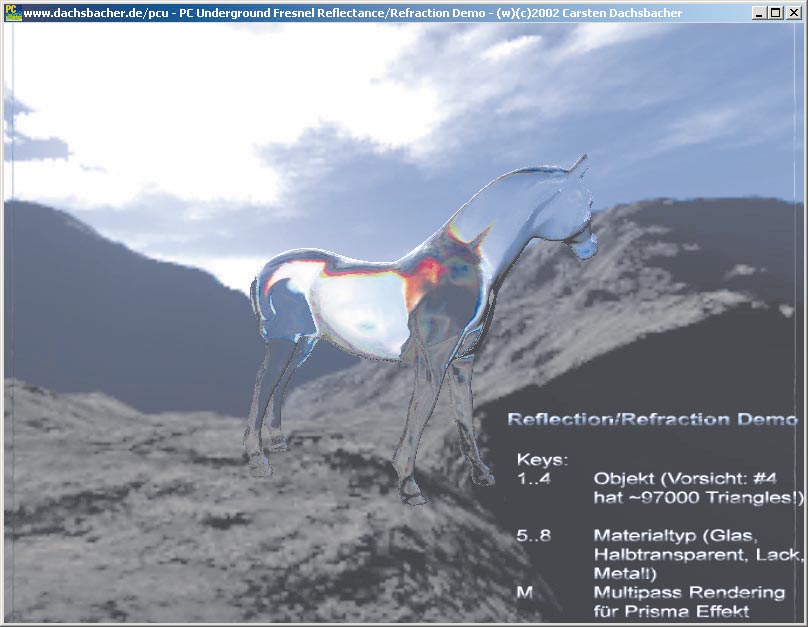 www.dachsbacher.de/pcu - PC Underground Fresnel Reflectance/Refraction Demo - (w)(c)2002 Carsten Dachsbacher
Reflection/Refraction Demo
Keys:
1..4 Objekt (Vorsicht: #4
hat ~97000 Triangles!)
5..8 Materialtyp (Glas,
Halbtransparent, Lack,
Metall)
M Multipass Rendering
für Prisma Effekt